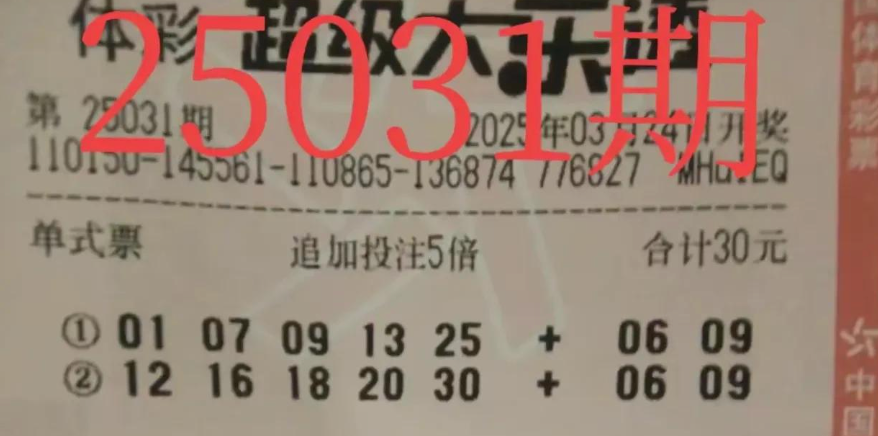 体彩 超级大乐透
25031期
第 25031期 2025年03月24日开奖
110150-145561-110865-136874 776827
单式票 追加投注5倍 合计30元
① 01 07 09 13 25 + 06 09
② 12 16 18 20 30 + 06 09
国体育彩票
中国